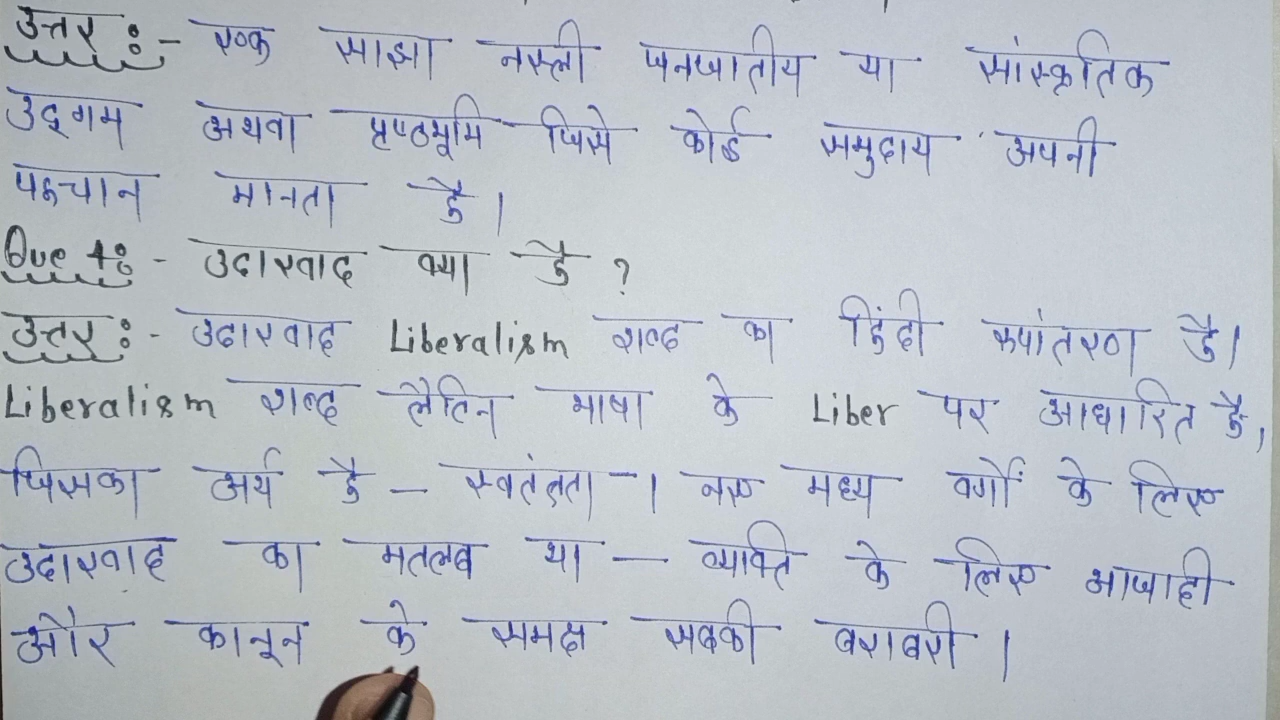 उत्तर :- एक साझा नस्ली जनजातीय या सांस्कृतिक
उद्गम अथवा पृष्ठभूमि जिसे कोई समुदाय अपनी
पहचान मानता है।
Que 4: - उदारवाद क्या है ?
उत्तर :- उदारवाद Liberalism शब्द का हिंदी रूपांतरण है।
Liberalism शब्द लैटिन भाषा के Liber पर आधारित है,
जिसका अर्थ है - स्वतंत्रता । नए मध्य वर्गों के लिए
उदारवाद का मतलब था - व्यक्ति के लिए आजादी
और कानून के समक्ष सबकी बराबरी ।